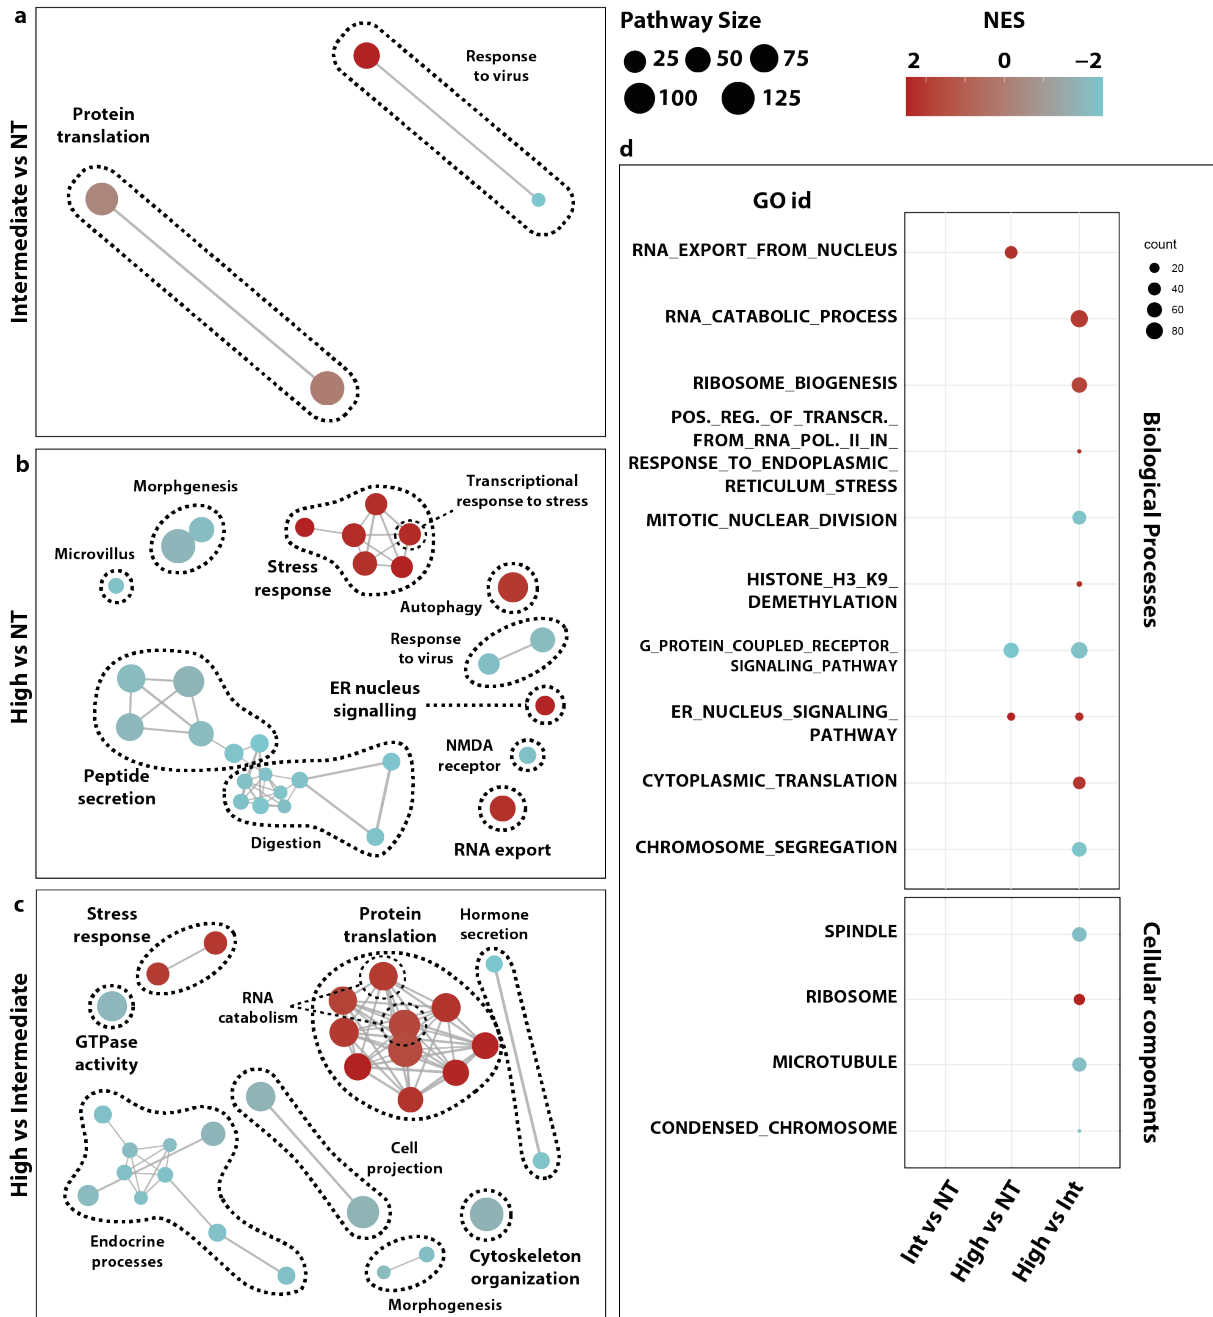 a
Intermediate vs NT
Response
to virus
Protein
translation
Pathway Size
25 50 75
100 125
NES
2 0 −2
b
High vs NT
Morphgenesis
Transcriptional
response to stress
Microvillus
Stress
response
Autophagy
Response
to virus
ER nucleus
signalling
NMDA
receptor
Peptide
secretion
Digestion
RNA export
c
High vs Intermediate
Stress
response
Protein
translation
Hormone
secretion
RNA
catabolism
GTPase
activity
Cell
projection
Endocrine
processes
Cytoskeleton
organization
Morphogenesis
d
GO id
RNA_EXPORT_FROM_NUCLEUS
RNA_CATABOLIC_PROCESS
RIBOSOME_BIOGENESIS
POS._REG._OF_TRANSCR._
FROM_RNA_POL._II_IN_
RESPONSE_TO_ENDOPLASMIC_
RETICULUM_STRESS
MITOTIC_NUCLEAR_DIVISION
HISTONE_H3_K9_
DEMETHYLATION
G_PROTEIN_COUPLED_RECEPTOR_
SIGNALING_PATHWAY
ER_NUCLEUS_SIGNALING_
PATHWAY
CYTOPLASMIC_TRANSLATION
CHROMOSOME_SEGREGATION
SPINDLE
RIBOSOME
MICROTUBULE
CONDENSED_CHROMOSOME
Int vs NT
High vs NT
High vs Int
count
20
40
60
80
Biological Processes
Cellular components